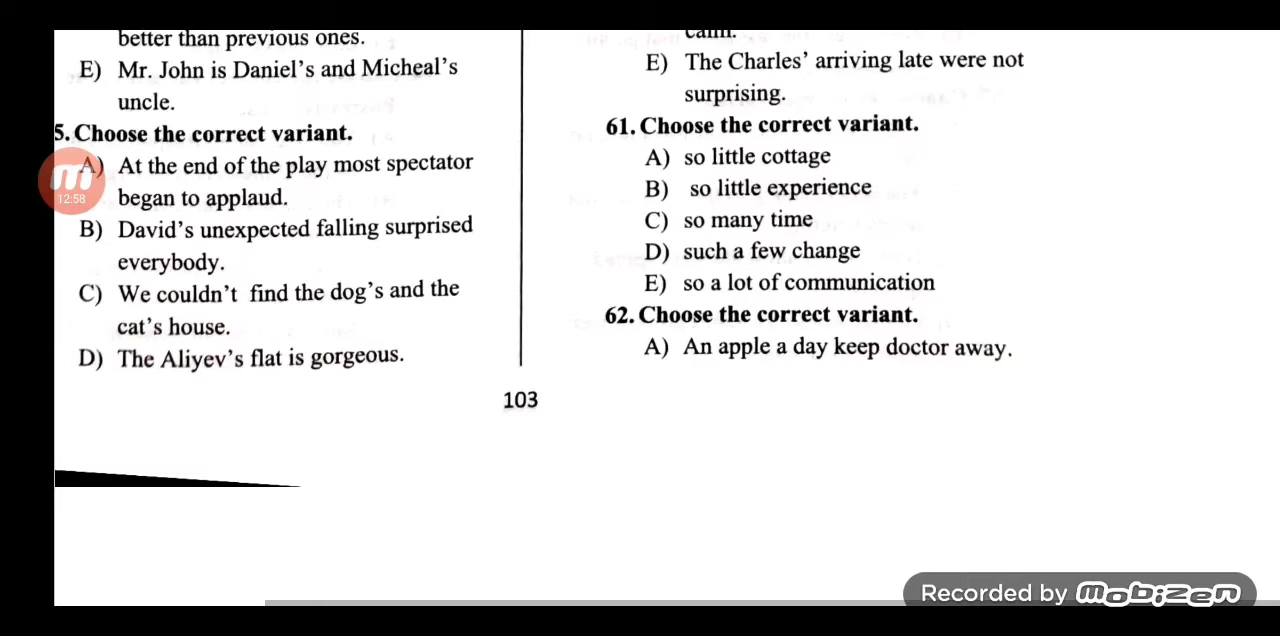 better than previous ones.
E) Mr. John is Daniel's and Micheal's
uncle.
5. Choose the correct variant.
A) At the end of the play most spectator
began to applaud.
B) David's unexpected falling surprised
everybody.
C) We couldn't find the dog's and the
cat's house.
D) The Aliyev's flat is gorgeous.
calm.
E) The Charles' arriving late were not
surprising.
61. Choose the correct variant.
A) so little cottage
B) so little experience
C) so many time
D) such a few change
E) so a lot of communication
62. Choose the correct variant.
A) An apple a day keep doctor away.
103
12:58
Recorded by Mobizen